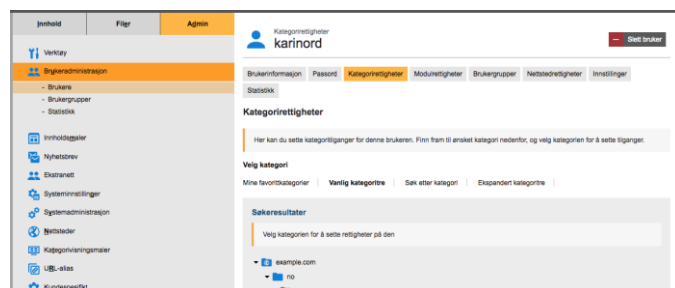 Innhold Filer Admin
Kategorirettigheter
karinord
Slett bruker
Verktøy
Brukeradministrasjon
- Brukere
- Brukergrupper
- Statistikk
Innholdsmaler
Nyhetsbrev
Ekstranett
Systeminnstillinger
Systemadministrasjon
Nettsteder
Kategorivisningsmaler
URL-alias
Kundespesifikt
Brukerinformasjon Passord Kategorirettigheter Modulrettigheter Brukergrupper Nettstedrettigheter Innstillinger
Statistikk
Kategorirettigheter
Her kan du sette kategoritilganger for denne brukeren. Finn fram til ønsket kategori nedenfor, og velg kategorien for å sette tilganger.
Velg kategori
Mine favorittkategorier Vanlig kategoritre Søk etter kategori Ekspandert kategoritre
Søkeresultater
Velg kategorien for å sette rettigheter på den
example.com
no